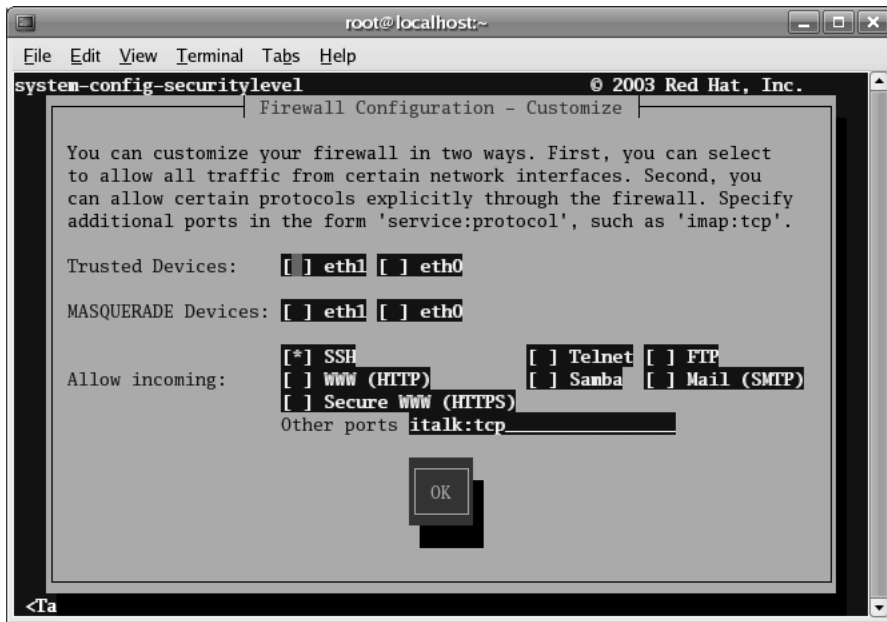 root@localhost:~
File Edit View Terminal Tabs Help
system-config-securitylevel © 2003 Red Hat, Inc.
Firewall Configuration - Customize
You can customize your firewall in two ways. First, you can select
to allow all traffic from certain network interfaces. Second, you
can allow certain protocols explicitly through the firewall. Specify
additional ports in the form 'service:protocol', such as 'imap:tcp'.
Trusted Devices: [ ] eth1 [ ] eth0
MASQUERADE Devices: [ ] eth1 [ ] eth0
[*] SSH [ ] Telnet [ ] FTP
Allow incoming: [ ] WWW (HTTP) [ ] Samba [ ] Mail (SMTP)
[ ] Secure WWW (HTTPS)
Other ports italk:tcp
OK
<Ta